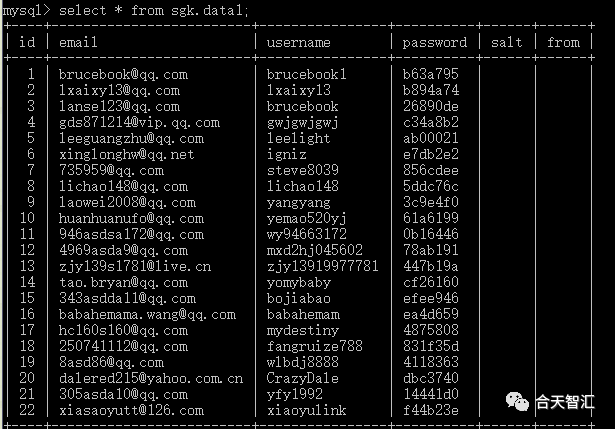 mysql> select * from sgk.data1;
| id | email | username | password | salt | from |
| 1 | brucebook@qq.com | brucebook1 | b63a795 | | |
| 2 | lxaixy13@qq.com | lxaixy13 | b894a74 | | |
| 3 | lanse123@qq.com | brucebook | 26890de | | |
| 4 | gds871214@vip.qq.com | gwjgwjgwj | c34a8b2 | | |
| 5 | leeguangzhu@qq.com | leelight | ab00021 | | |
| 6 | xinglonghw@qq.net | igniz | e7db2e2 | | |
| 7 | 735959@qq.com | steve8039 | 856cdee | | |
| 8 | lichao148@qq.com | lichao148 | 5ddc76c | | |
| 9 | laowei2008@qq.com | yangyang | 3c9e4f0 | | |
| 10 | huanhuanufo@qq.com | yemao520yj | 61a6199 | | |
| 11 | 946asdsa172@qq.com | wy94663172 | 0b16446 | | |
| 12 | 4969asda9@qq.com | mxd2hj045602 | 78ab191 | | |
| 13 | zjy139s1781@live.cn | zjy13919977781 | 447b19a | | |
| 14 | tao.bryan@qq.com | yomybaby | cf26160 | | |
| 15 | 343asdda11@qq.com | bojiabao | efee946 | | |
| 16 | babahemama.wang@qq.com | babahemam | ea4d659 | | |
| 17 | hc160s160@qq.com | mydestiny | 4875808 | | |
| 18 | 250741112@qq.com | fangruize788 | 831f35d | | |
| 19 | 8asd86@qq.com | wlbdj8888 | 4118363 | | |
| 20 | dalered215@yahoo.com.cn | CrazyDale | dbc3740 | | |
| 21 | 305asda10@qq.com | yfy1992 | 14441d0 | | |
| 22 | xiasaoyutt@126.com | xiaoyulink | f44b23e | | |
合天智汇